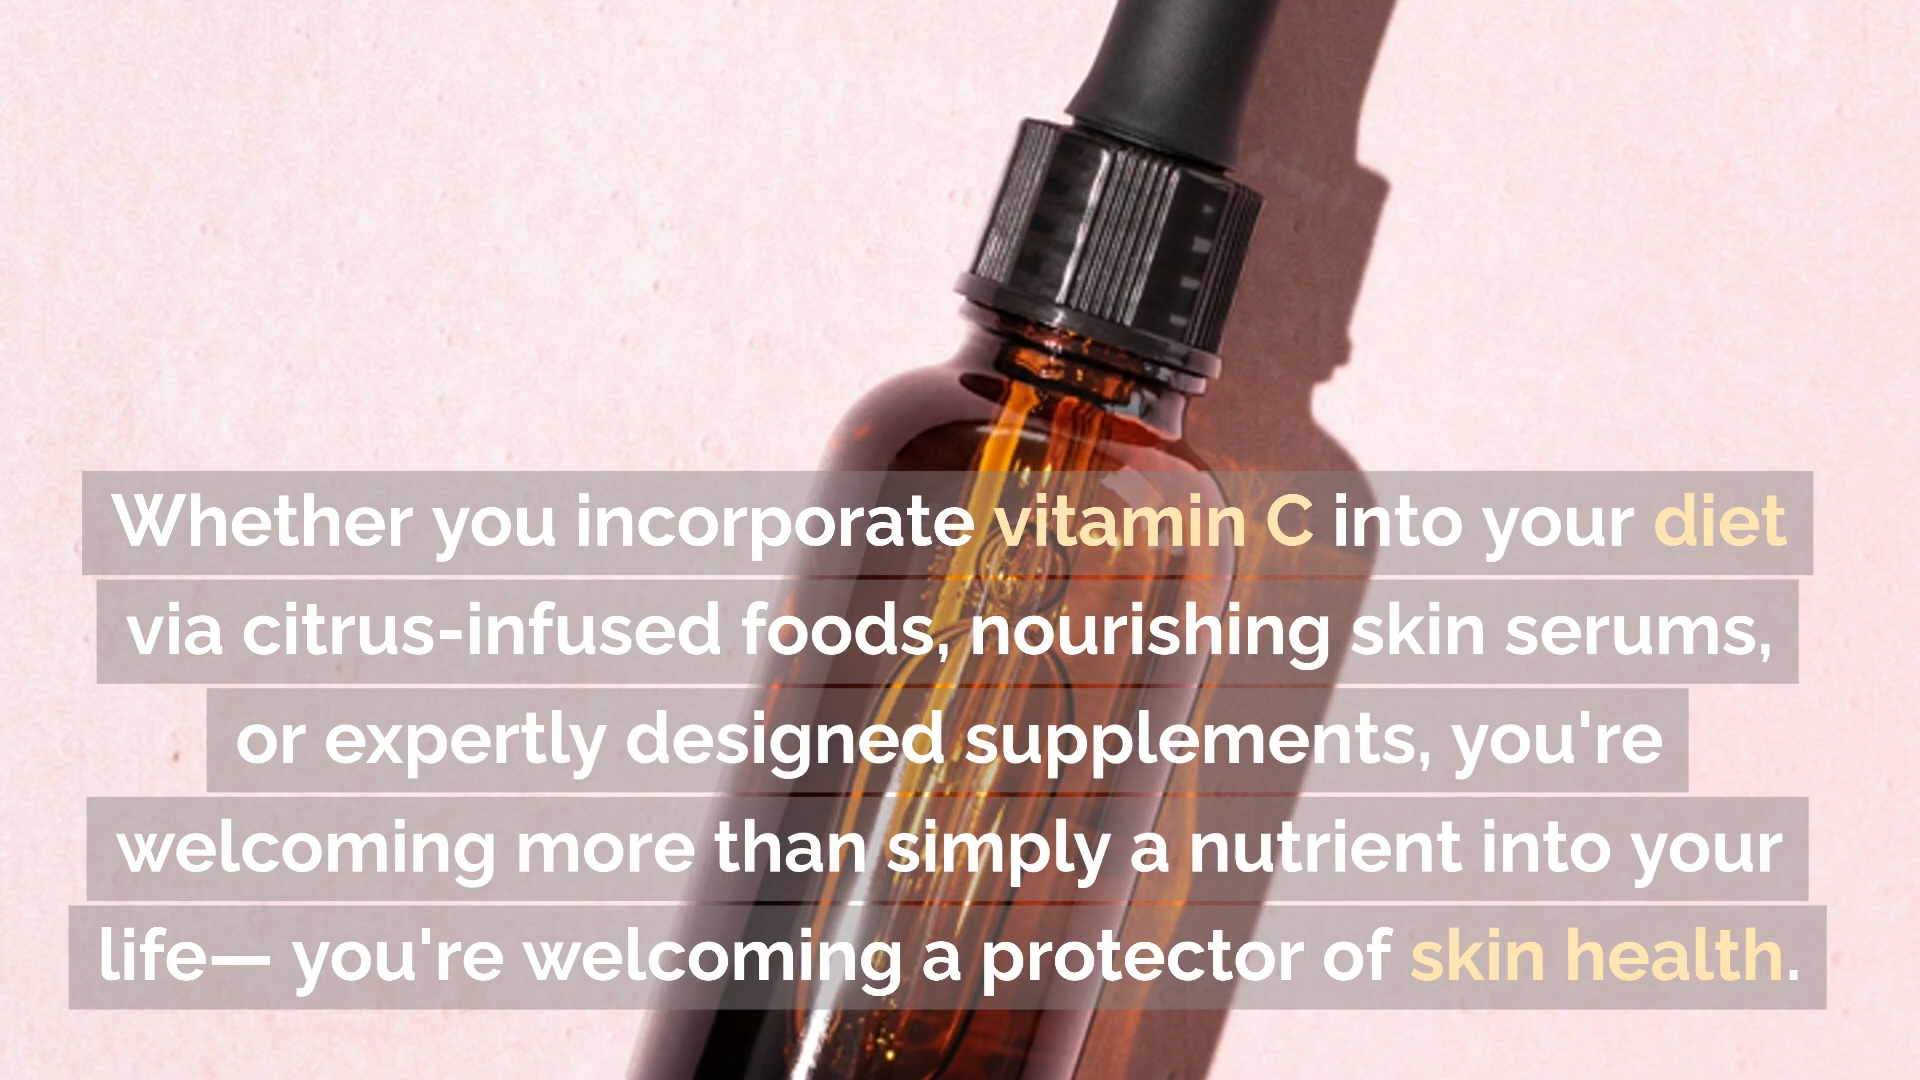 Whether you incorporate vitamin C into your diet
via citrus-infused foods, nourishing skin serums,
or expertly designed supplements, you're
welcoming more than simply a nutrient into your
life— you're welcoming a protector of skin health.